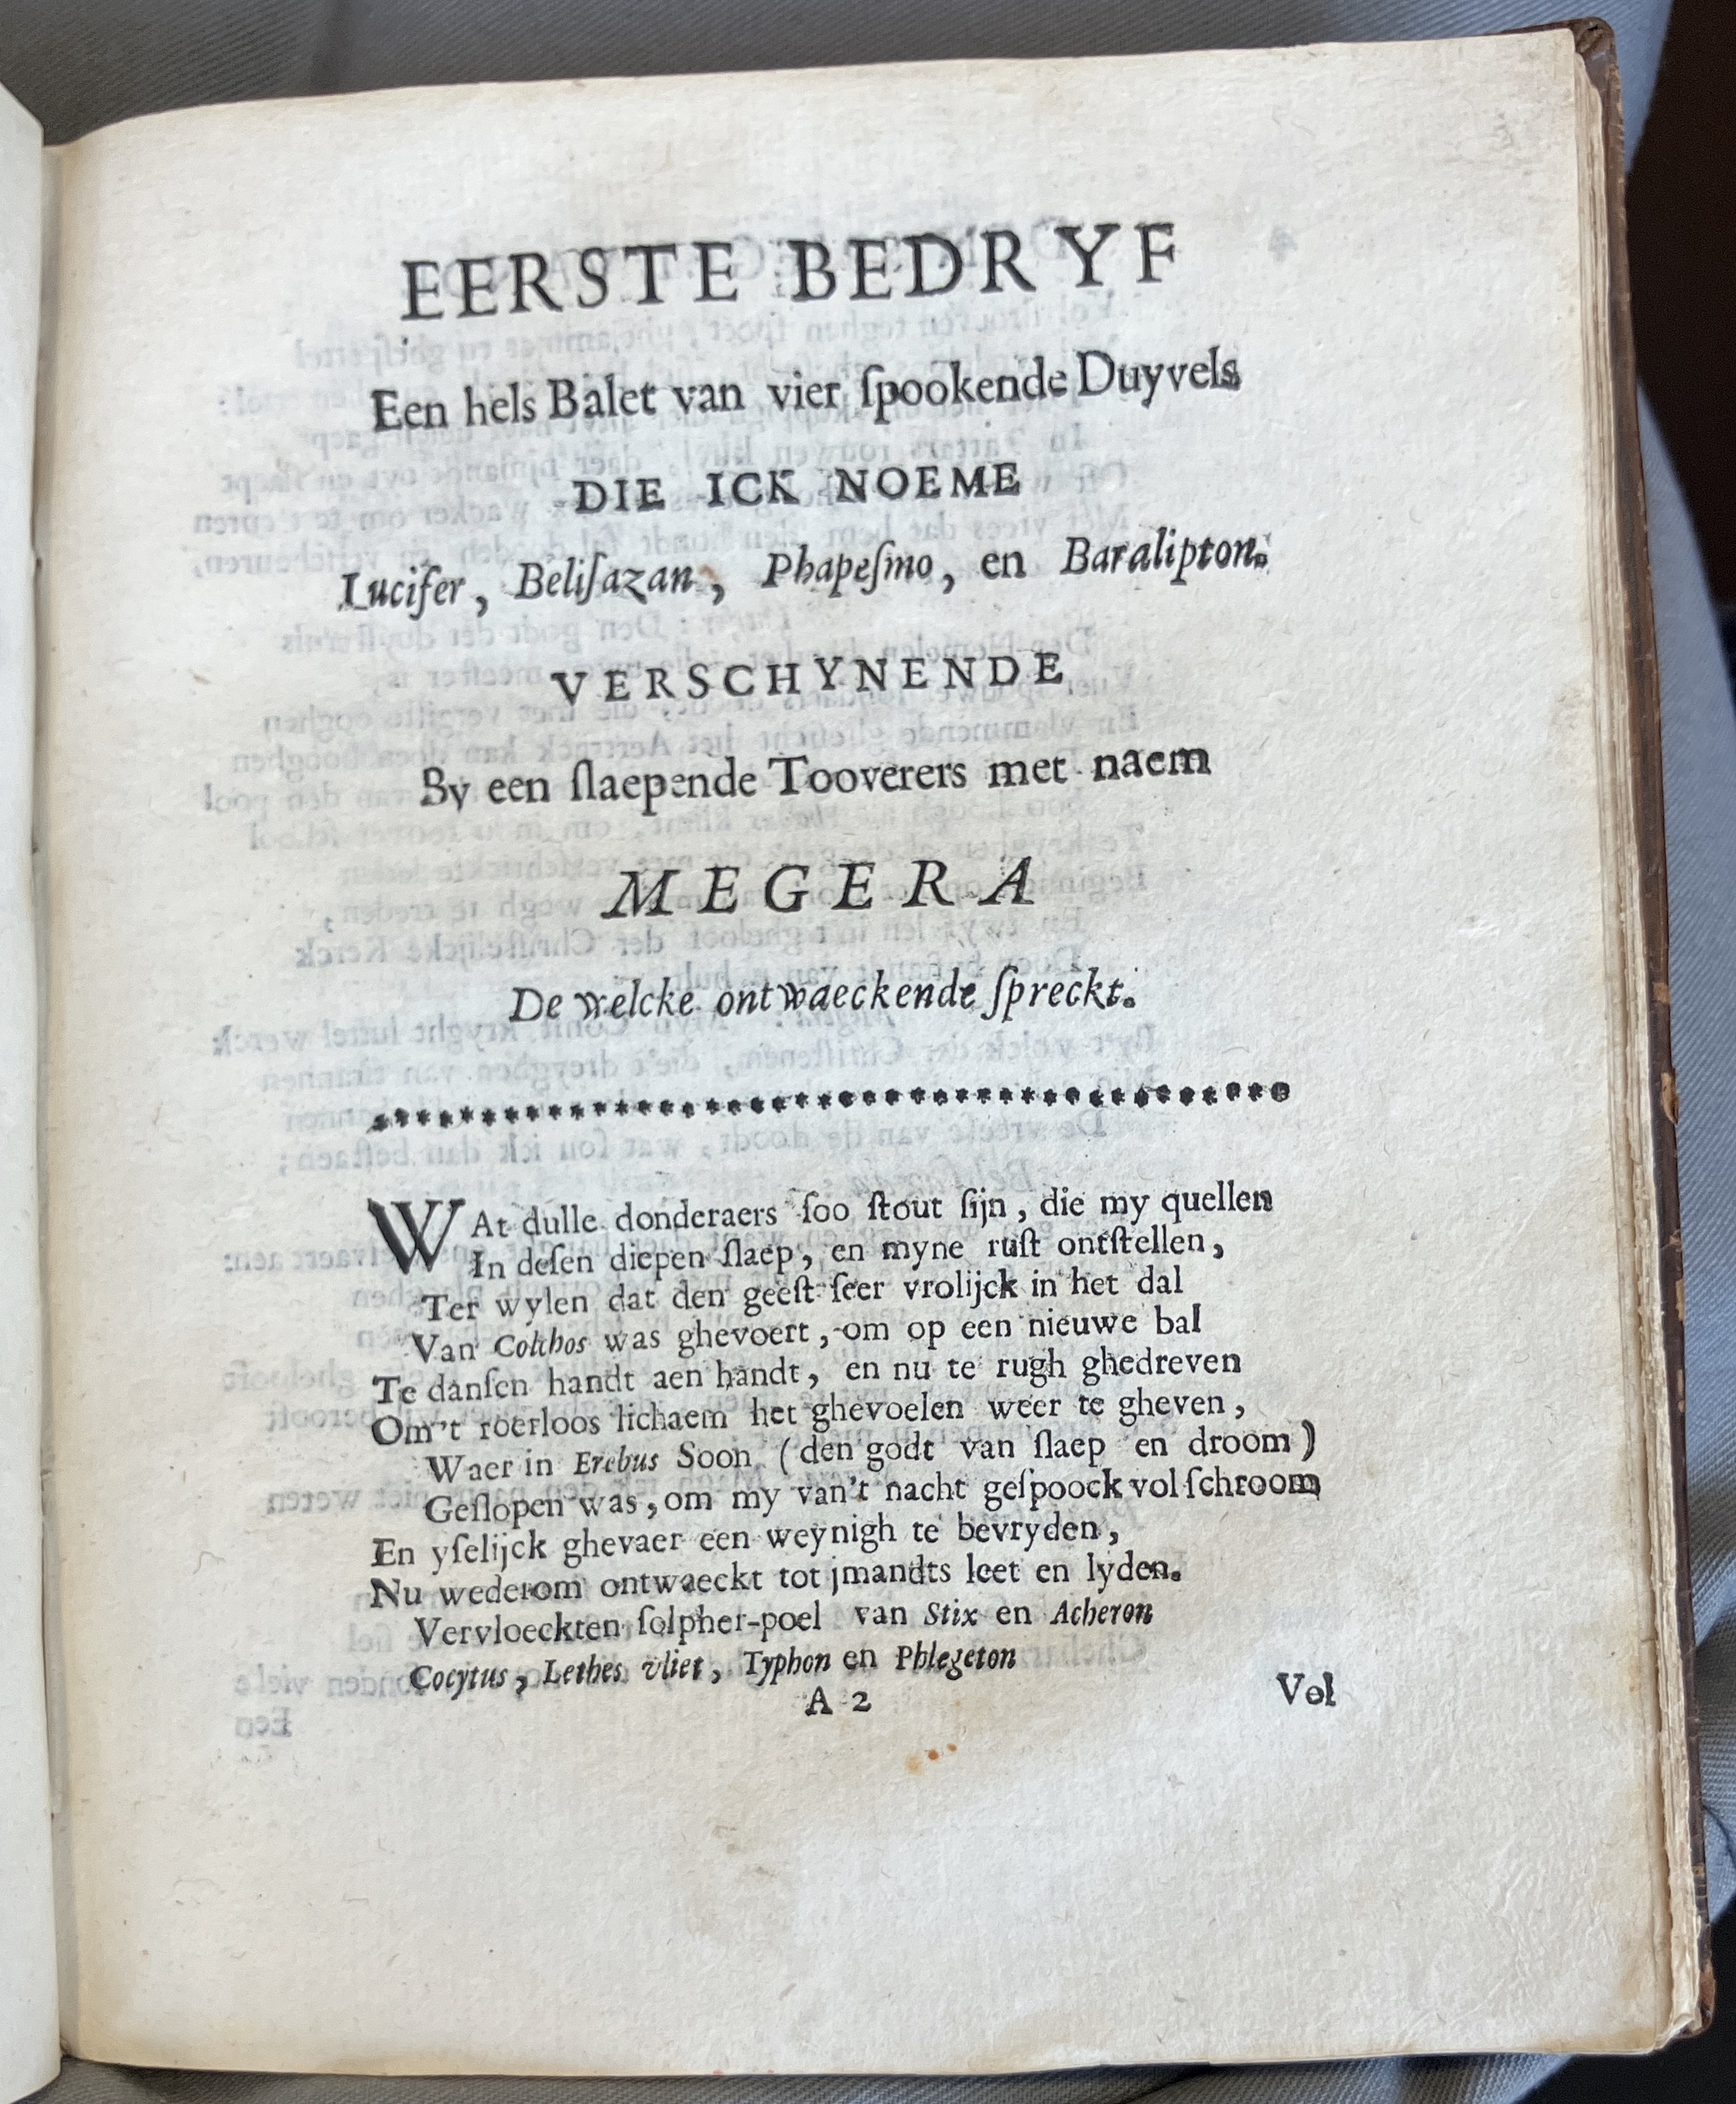 EERSTE BEDRYF
Een hels Balet van vier ſpookende Duyvels
DIE ICK NOEME
Lucifer, Beliſazan, Phapeſmo, en Baralipton.
VERSCHYNENDE
By een ſlaepende Tooverers met naem
MEGERA
De welcke ontwaeckende ſpreckt.
WAt dulle donderaers ſoo ſtout ſijn, die my quellen
In deſen diepen ſlaep, en myne ruſt ontſtellen,
Ter wylen dat den geeſt ſeer vrolijck in het dal
Van Colchos was ghevoert, om op een nieuwe bal
Te danſen handt aen handt, en nu te rugh ghedreven
Om't roerloos lichaem het ghevoelen weer te gheven,
Waer in Erebus Soon (den godt van ſlaep en droom)
Geſlopen was, om my van't nacht geſpoock vol ſchroom
En yſelijck ghevaer een weynigh te bevryden,
Nu wederom ontwaeckt tot jmandts leet en lyden.
Vervloeckten ſolpher-poel van Stix en Acheron
Cocytus, Lethes vliet, Typhon en Phlegeton
A 2
Vol